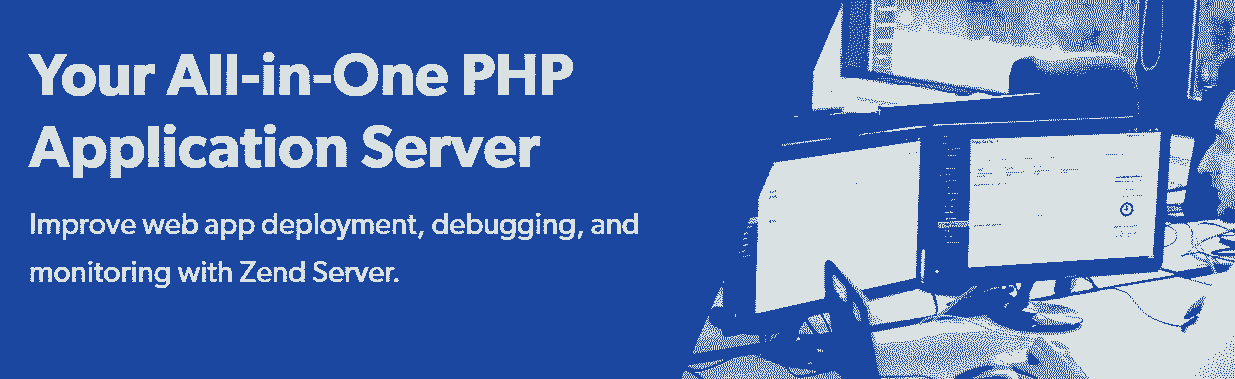 Your All-in-One PHP
Application Server
Improve web app deployment, debugging, and
monitoring with Zend Server.